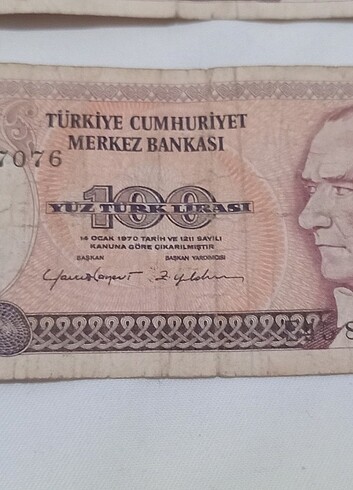 TÜRKİYE CUMHURİYET
MERKEZ BANKASI
7076
100
YÜZ TÜRK LİRASI
14 OCAK 1970 TARİH VE 1211 SAYILI
KANUNA GÖRE ÇIKARILMIŞTIR
BAŞKAN BAŞKAN YARDIMCISI